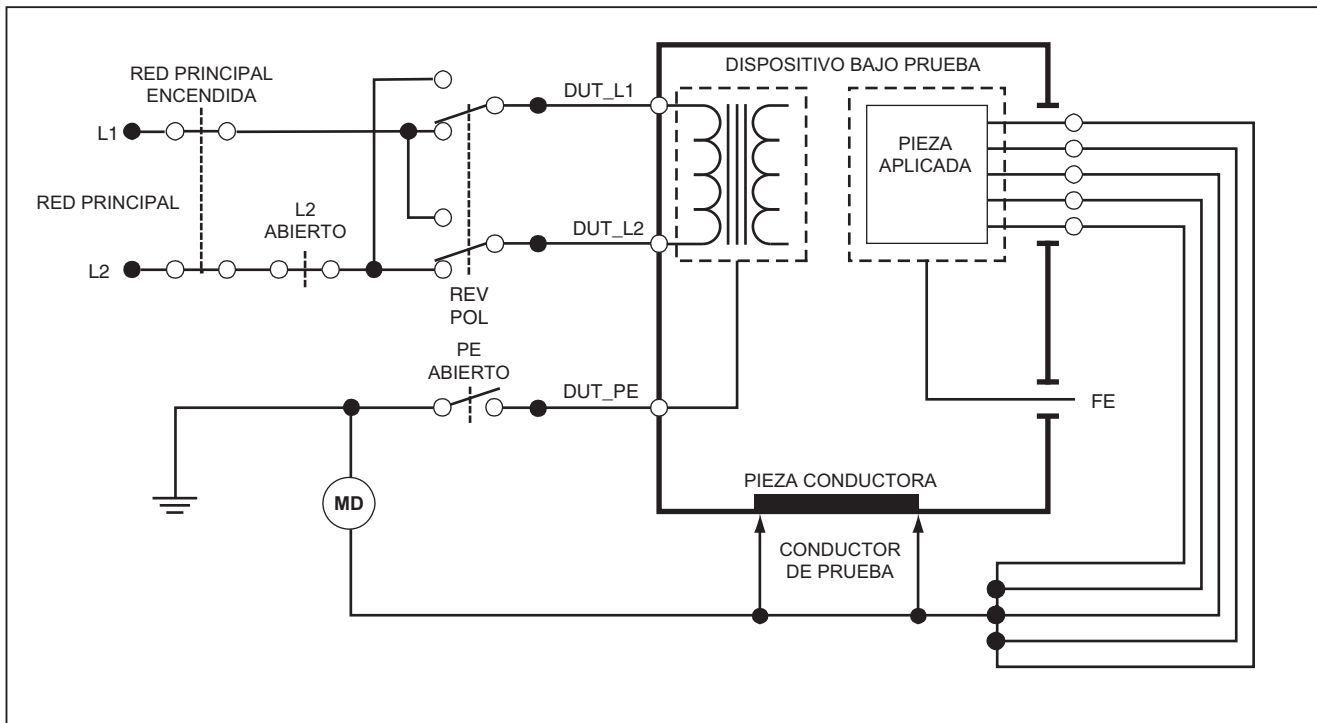 RED PRINCIPAL
ENCENDIDA
L1
RED PRINCIPAL
L2
ABIERTO
L2
REV
POL
PE
ABIERTO
DUT_L1
DUT_L2
DUT_PE
DISPOSITIVO BAJO PRUEBA
PIEZA
APLICADA
FE
PIEZA CONDUCTORA
CONDUCTOR
DE PRUEBA
MD